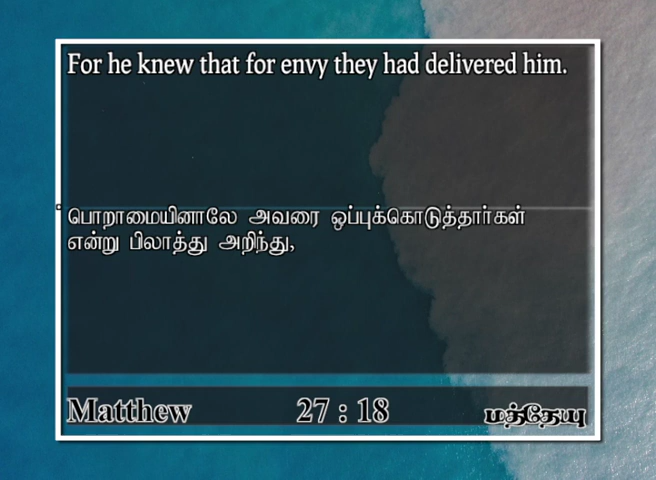 For he knew that for envy they had delivered him.
பொறாமையினாலே அவரை ஒப்புக்கொடுத்தார்கள்
என்று பிலாத்து அறிந்து,
Matthew 27 : 18 மத்தேயு